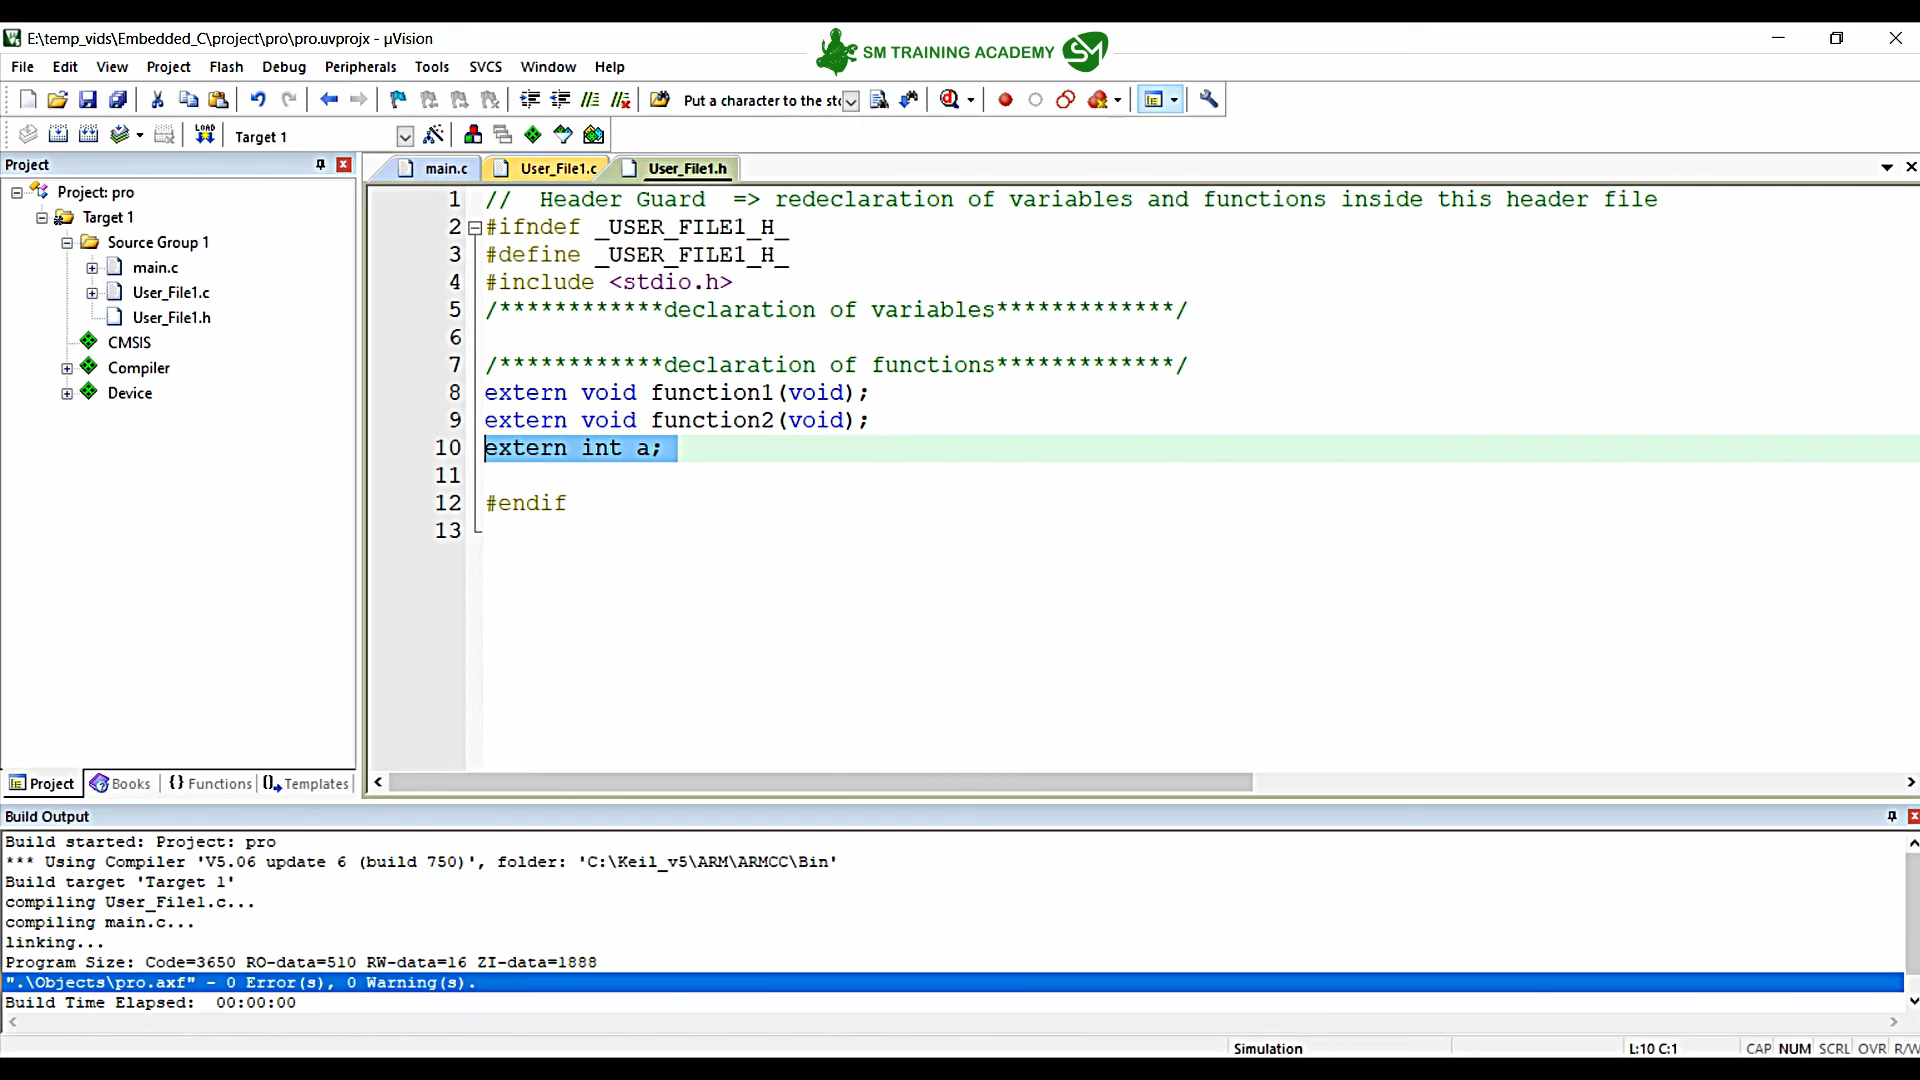 E:\temp_vids\Embedded_C\project\pro\pro.uvprojx - µVision
SM TRAINING ACADEMY
SM
File Edit View Project Flash Debug Peripherals Tools SVCS Window Help
Put a character to the sto
LOAD
Target 1
Project
main.c User_File1.c User_File1.h
Project: pro
Target 1
Source Group 1
main.c
User_File1.c
User_File1.h
CMSIS
Compiler
Device
1 // Header Guard => redeclaration of variables and functions inside this header file
2 #ifndef _USER_FILE1_H_
3 #define _USER_FILE1_H_
4 #include <stdio.h>
5 /************declaration of variables*************/
6
7 /************declaration of functions*************/
8 extern void function1(void);
9 extern void function2(void);
10 extern int a;
11
12 #endif
13
Project Books {} Functions Templates
Build Output
Build started: Project: pro
*** Using Compiler 'V5.06 update 6 (build 750)', folder: 'C:\Keil_v5\ARM\ARMCC\Bin'
Build target 'Target 1'
compiling User_File1.c...
compiling main.c...
linking...
Program Size: Code=3650 RO-data=510 RW-data=16 ZI-data=1888
".\Objects\pro.axf" - 0 Error(s), 0 Warning(s).
Build Time Elapsed: 00:00:00
Simulation L:10 C:1 CAP NUM SCRL OVR R/W